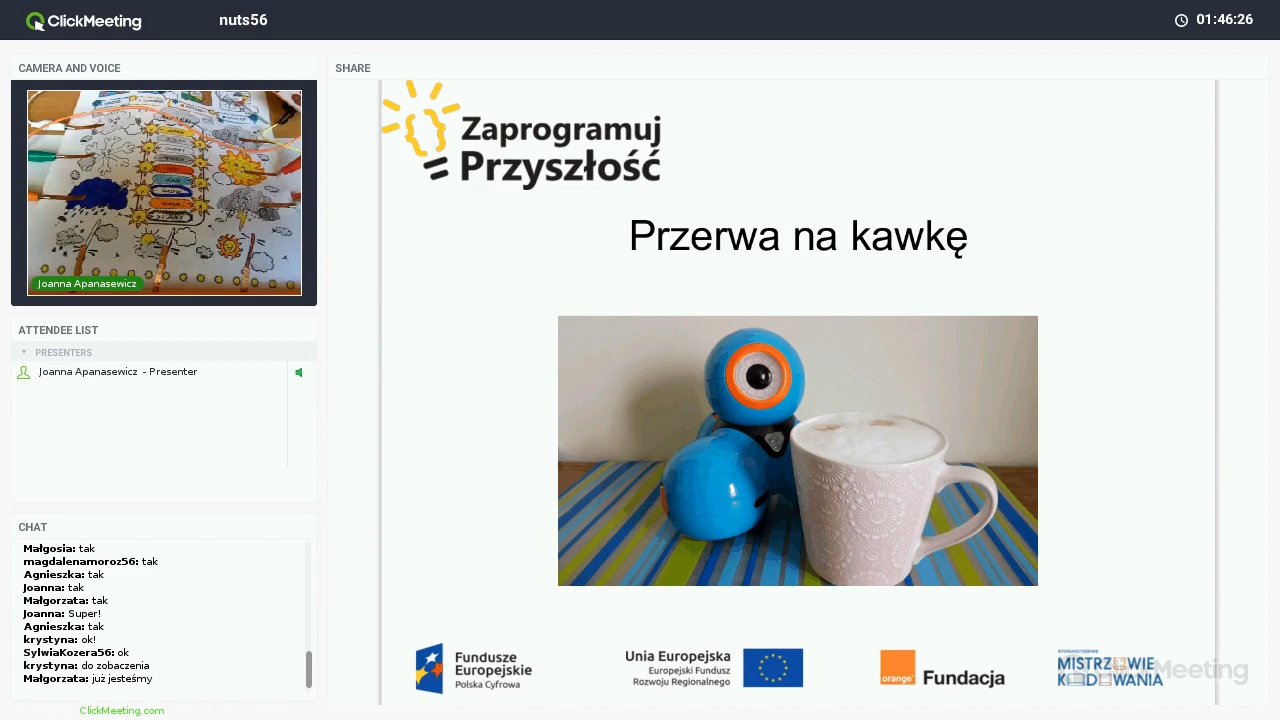 ClickMeeting
nuts56
01:46:26
CAMERA AND VOICE
Joanna Apanasewicz
ATTENDEE LIST
PRESENTERS
Joanna Apanasewicz - Presenter
CHAT
Małgosia: tak
magdalenamoroz56: tak
Agnieszka: tak
Joanna: tak
Małgorzata: tak
Joanna: Super!
Agnieszka: tak
krystyna: ok!
SylwiaKozera56: ok
krystyna: do zobaczenia
Małgorzata: już jesteśmy
ClickMeeting.com
SHARE
Zaprogramuj
Przyszłość
Przerwa na kawkę
Fundusze
Europejskie
Polska Cyfrowa
Unia Europejska
Europejski Fundusz
Rozwoju Regionalnego
orange
Fundacja
STOWARZYSZENIE
MISTRZOWIE
KODOWANIA
ClickMeeting